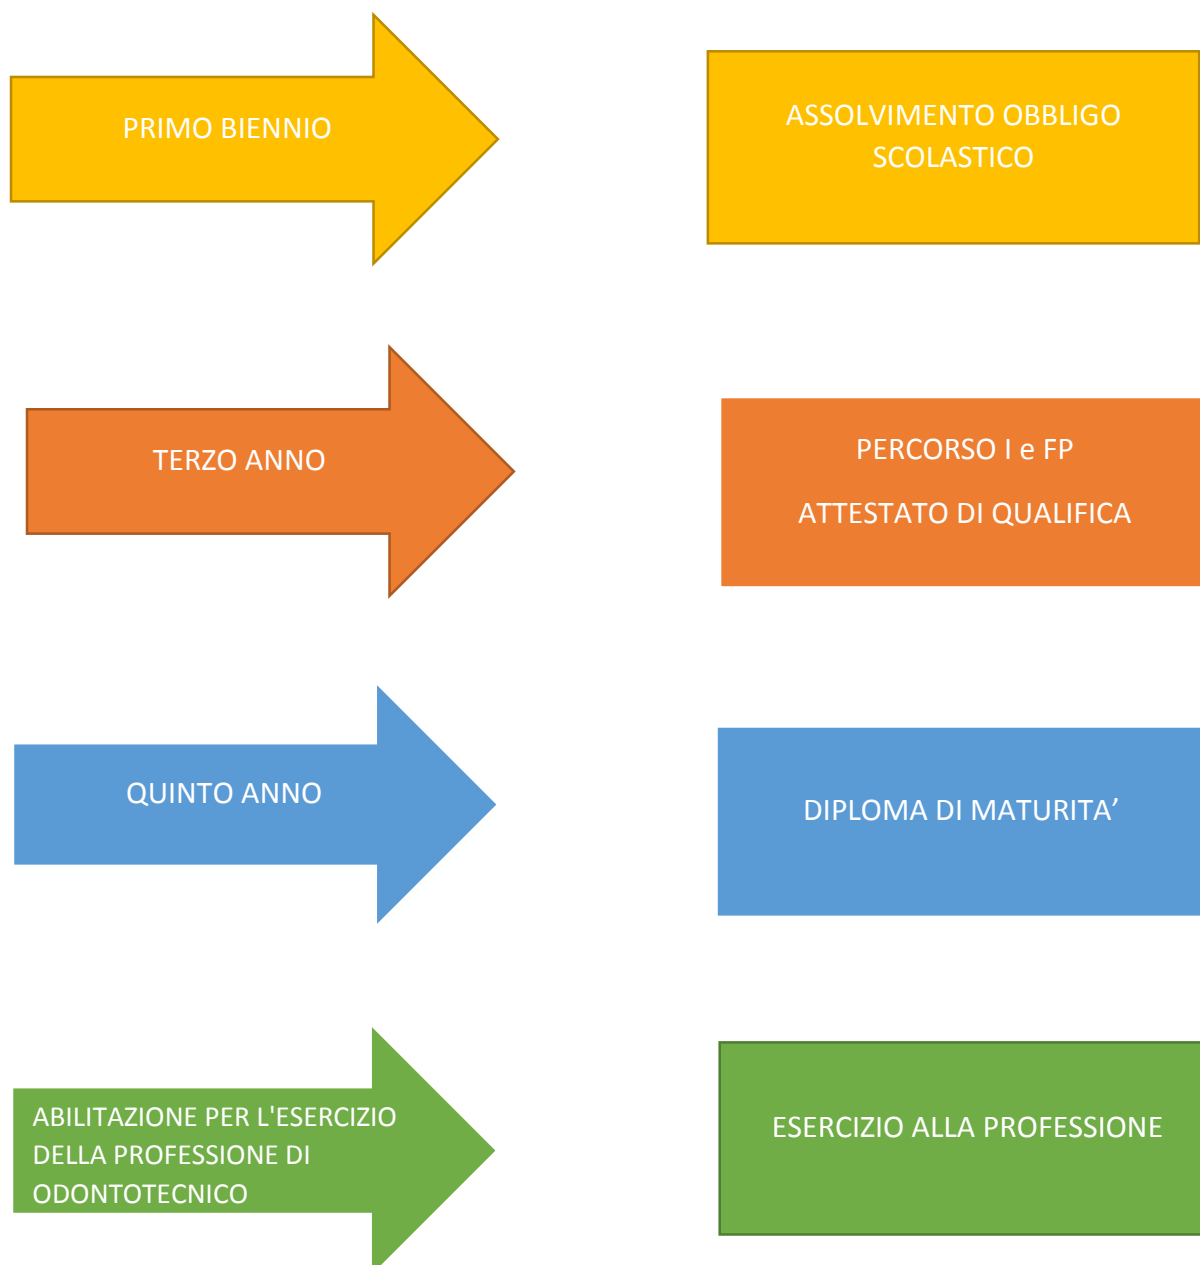 PRIMO BIENNIO
ASSOLVIMENTO OBBLIGO
SCOLASTICO
TERZO ANNO
PERCORSO I e FP
ATTESTATO DI QUALIFICA
QUINTO ANNO
DIPLOMA DI MATURITA’
ABILITAZIONE PER L'ESERCIZIO
DELLA PROFESSIONE DI
ODONTOTECNICO
ESERCIZIO ALLA PROFESSIONE